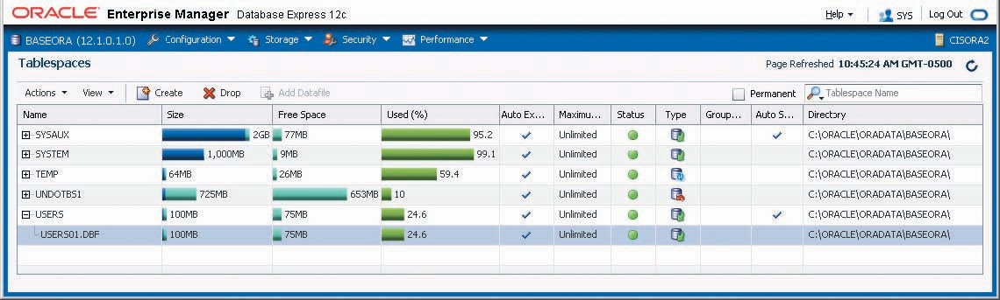 ORACLE Enterprise Manager Database Express 12c Help SYS Log Out
BASEORA (12.1.0.1.0) Configuration Storage Security Performance CISORA2
Tablespaces Page Refreshed 10:45:24 AM GMT-0500
Actions View Create Drop Add Datafile Permanent Tablespace Name
Name Size Free Space Used (%) Auto Ex... Maximu... Status Type Group... Auto S... Directory
SYSAUX 2GB 77MB 95.2 Unlimited C:\ORACLE\ORADATA\BASEORA\
SYSTEM 1,000MB 9MB 99.1 Unlimited C:\ORACLE\ORADATA\BASEORA\
TEMP 64MB 26MB 59.4 Unlimited C:\ORACLE\ORADATA\BASEORA\
UNDOTBS1 725MB 653MB 10 Unlimited C:\ORACLE\ORADATA\BASEORA\
USERS 100MB 75MB 24.6 Unlimited C:\ORACLE\ORADATA\BASEORA\
USERS01.DBF 100MB 75MB 24.6 Unlimited C:\ORACLE\ORADATA\BASEORA\